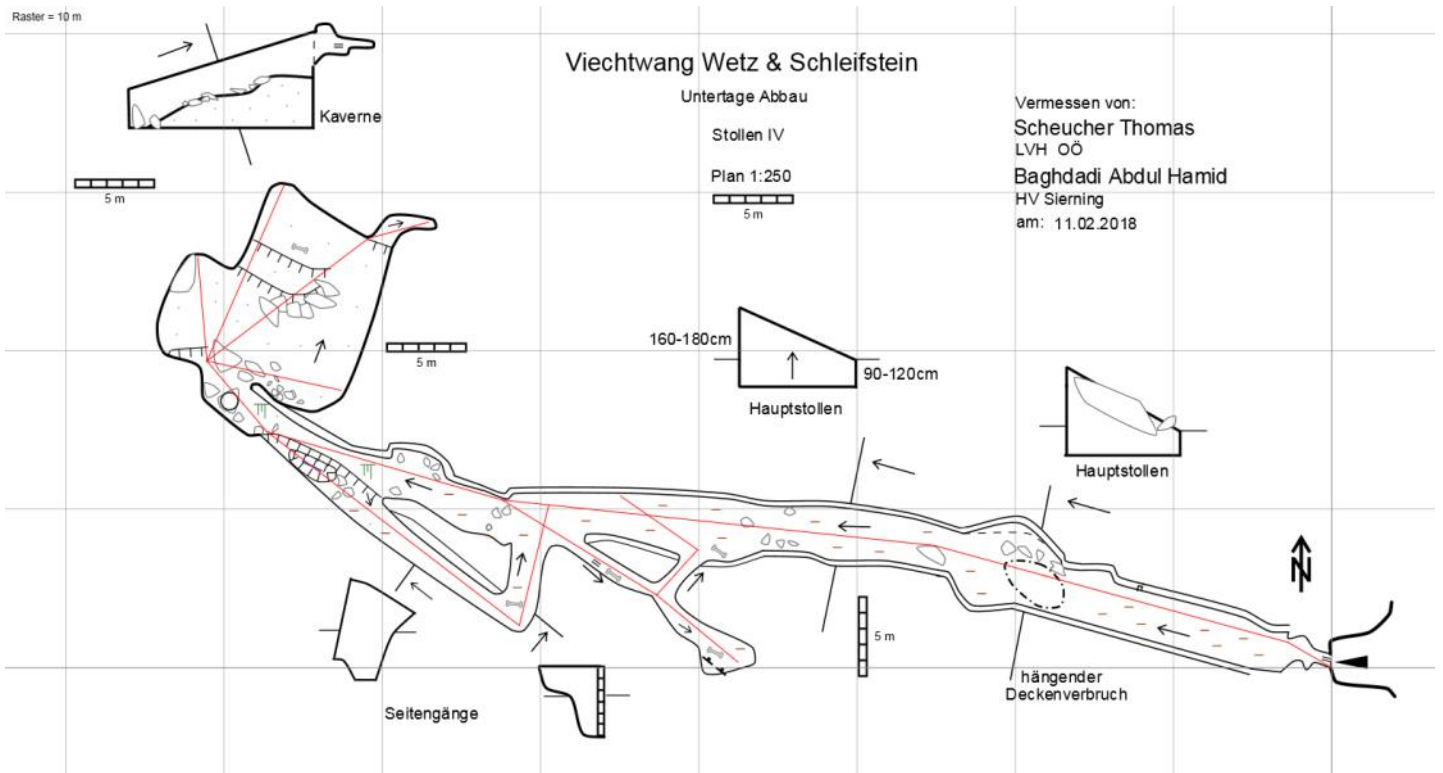 Raster = 10 m
Viechtwang Wetz & Schleifstein
Untertage Abbau
Stollen IV
Plan 1:250
5 m
Vermessen von:
Scheucher Thomas
LVH OÖ
Baghdadi Abdul Hamid
HV Sierning
am: 11.02.2018
Kaverne
5 m
5 m
160-180cm
90-120cm
Hauptstollen
Hauptstollen
N
5 m
hängender
Deckenverbruch
Seitengänge